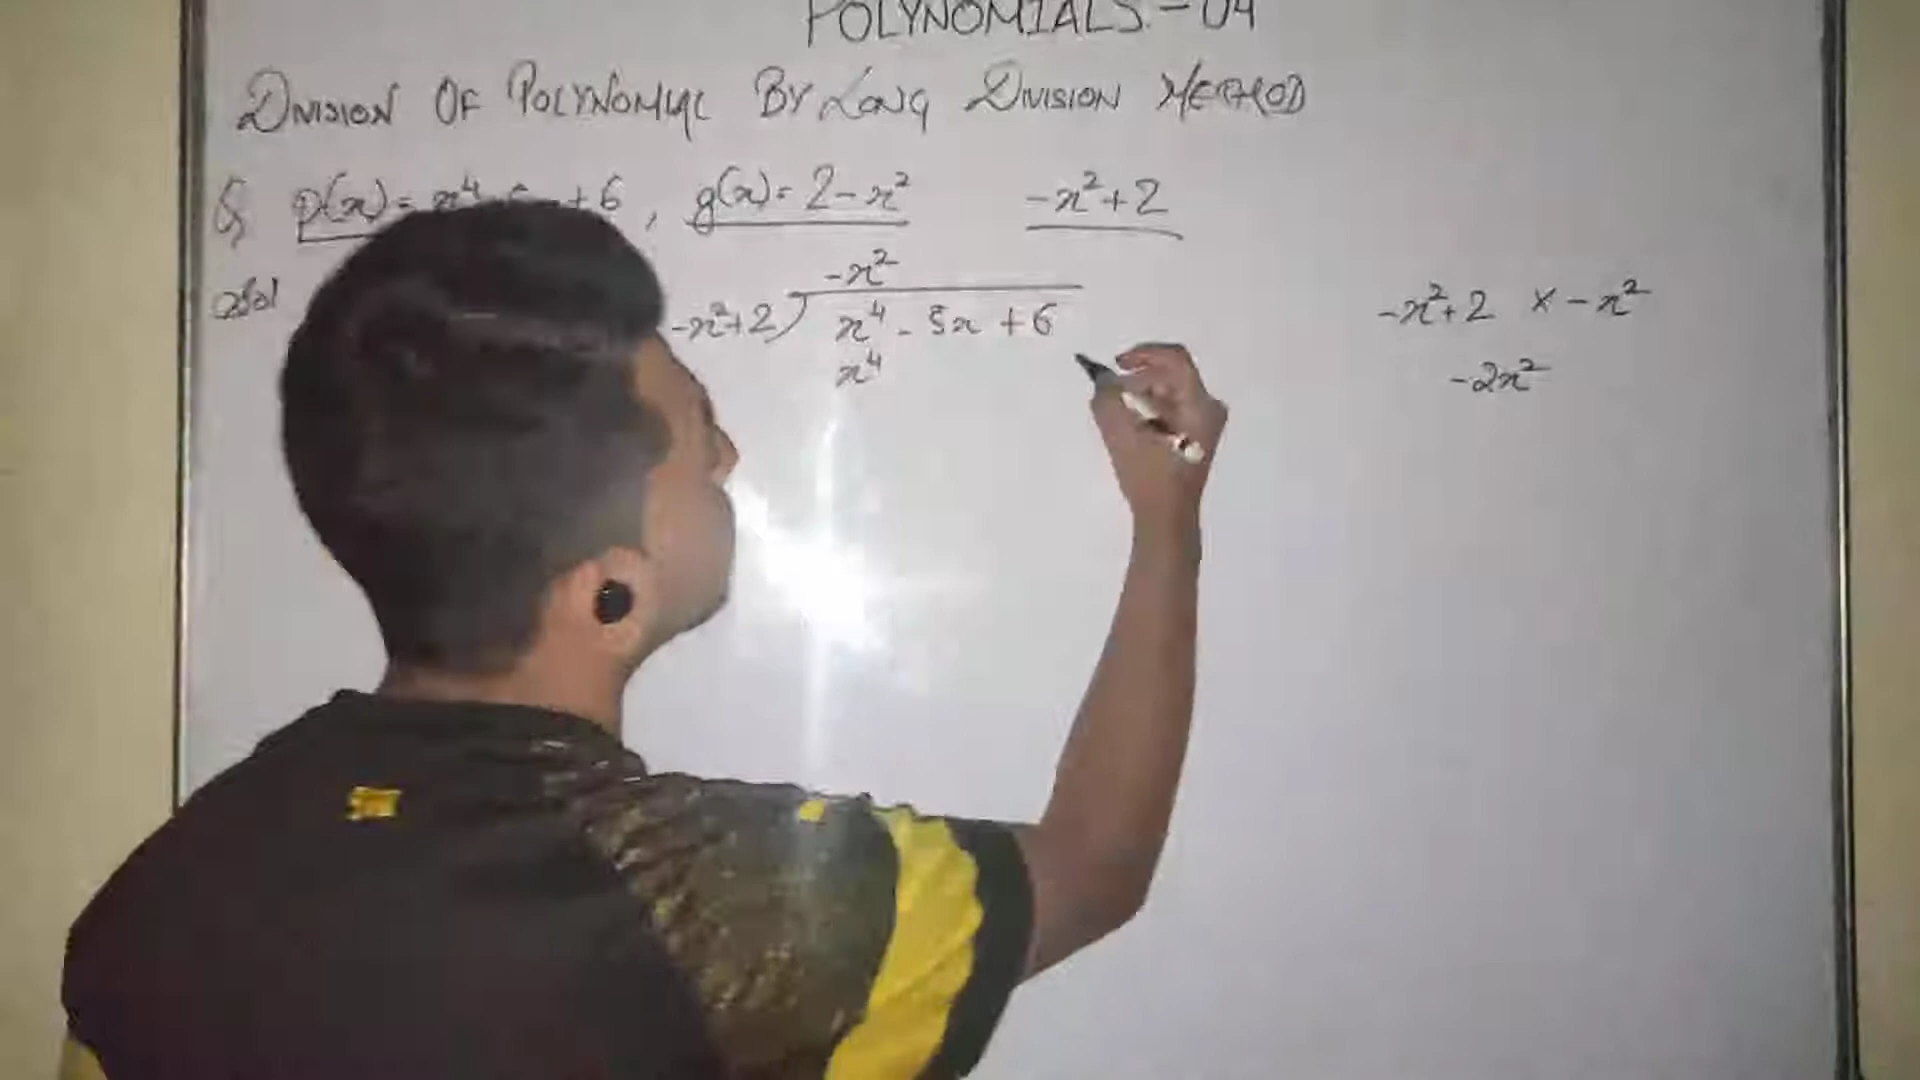 POLYNOMIALS - 04
DIVISION OF POLYNOMIAL BY LONG DIVISION METHOD
Q p(x) = x⁴ - 5x + 6 , g(x) = 2 - x² -x² + 2
Sol
-x²
-x²+2 ) x⁴ - 5x + 6
x⁴
-x²+2 x -x²
-2x²